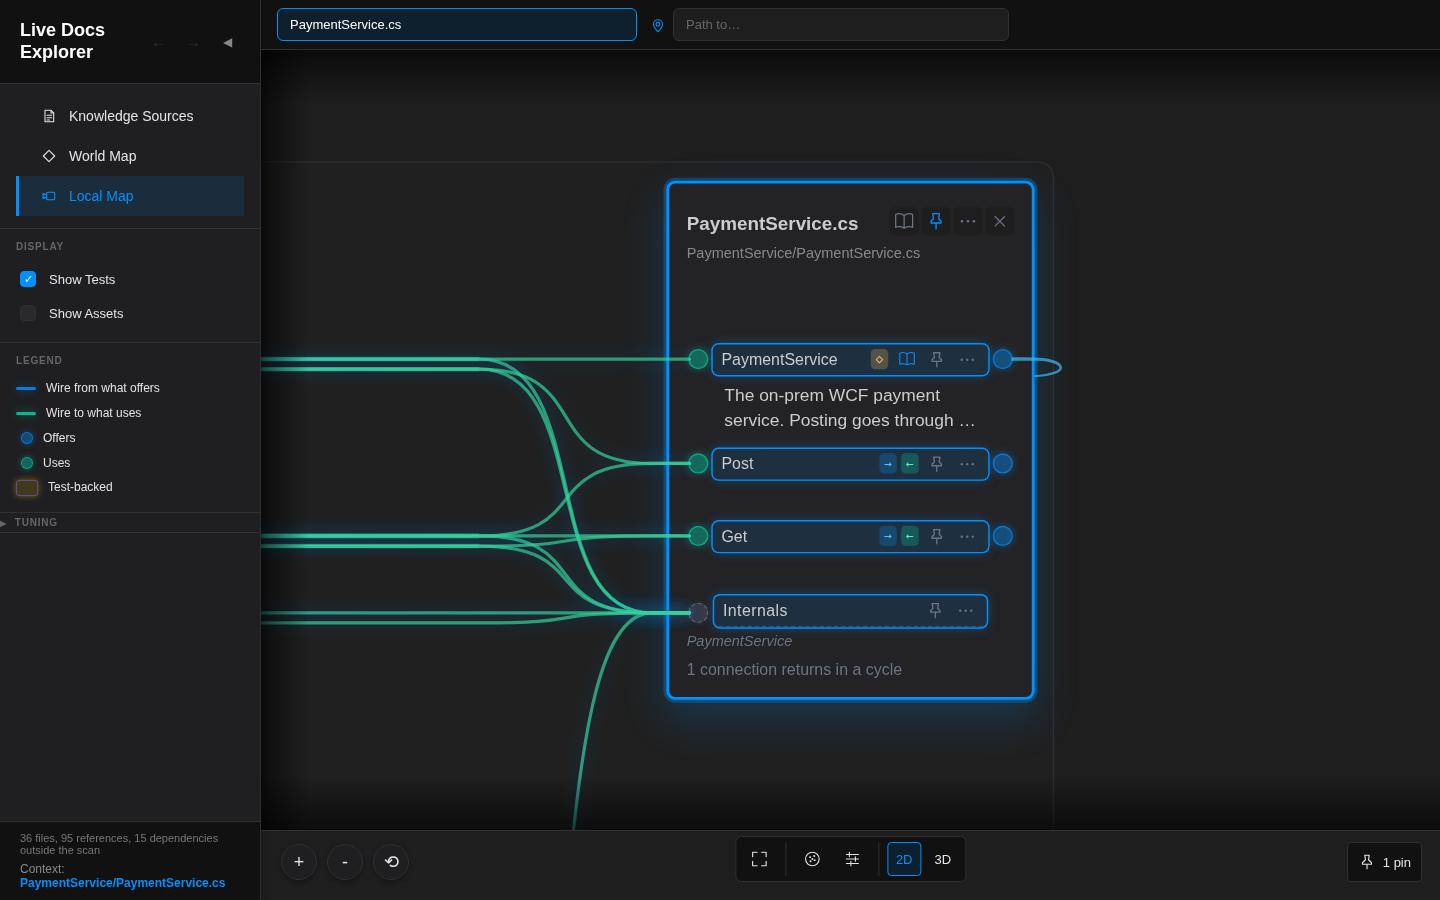 Live Docs
Explorer
← → ◀
PaymentService.cs
Path to…
Knowledge Sources
World Map
Local Map
DISPLAY
✓ Show Tests
Show Assets
LEGEND
Wire from what offers
Wire to what uses
Offers
Uses
Test-backed
▶ TUNING
36 files, 95 references, 15 dependencies
outside the scan
Context:
PaymentService/PaymentService.cs
PaymentService.cs
PaymentService/PaymentService.cs
PaymentService
The on-prem WCF payment
service. Posting goes through …
Post → ←
Get → ←
Internals
PaymentService
1 connection returns in a cycle
+ - ⟲
2D 3D
1 pin